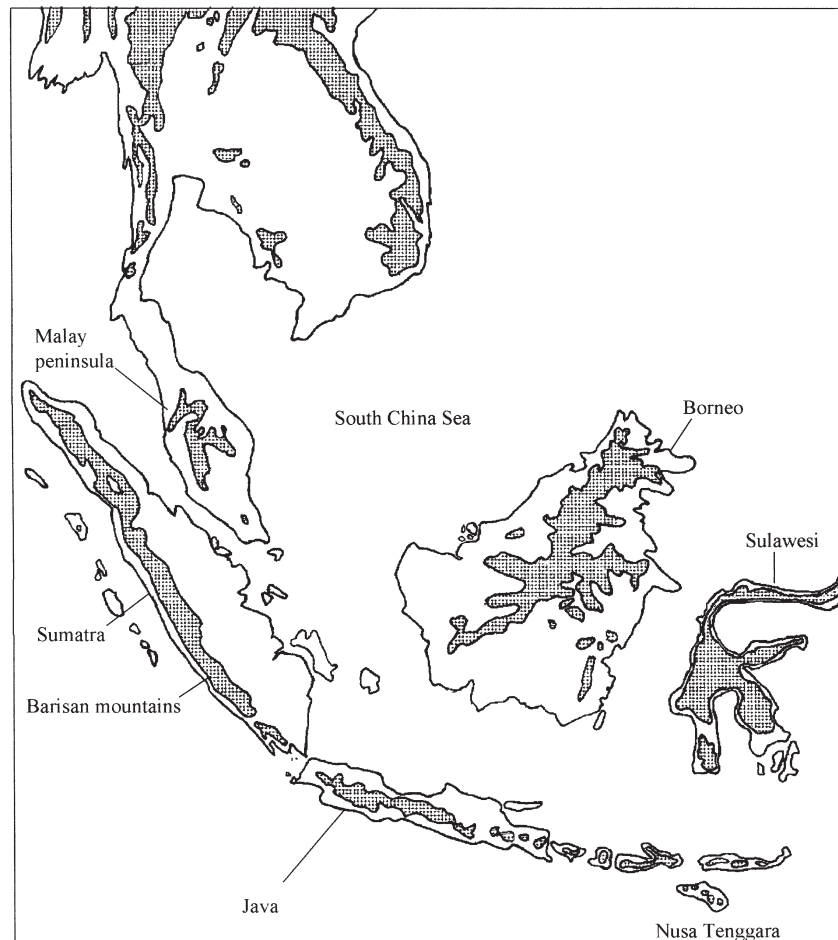 Malay
peninsula
South China Sea
Borneo
Sulawesi
Sumatra
Barisan mountains
Java
Nusa Tenggara